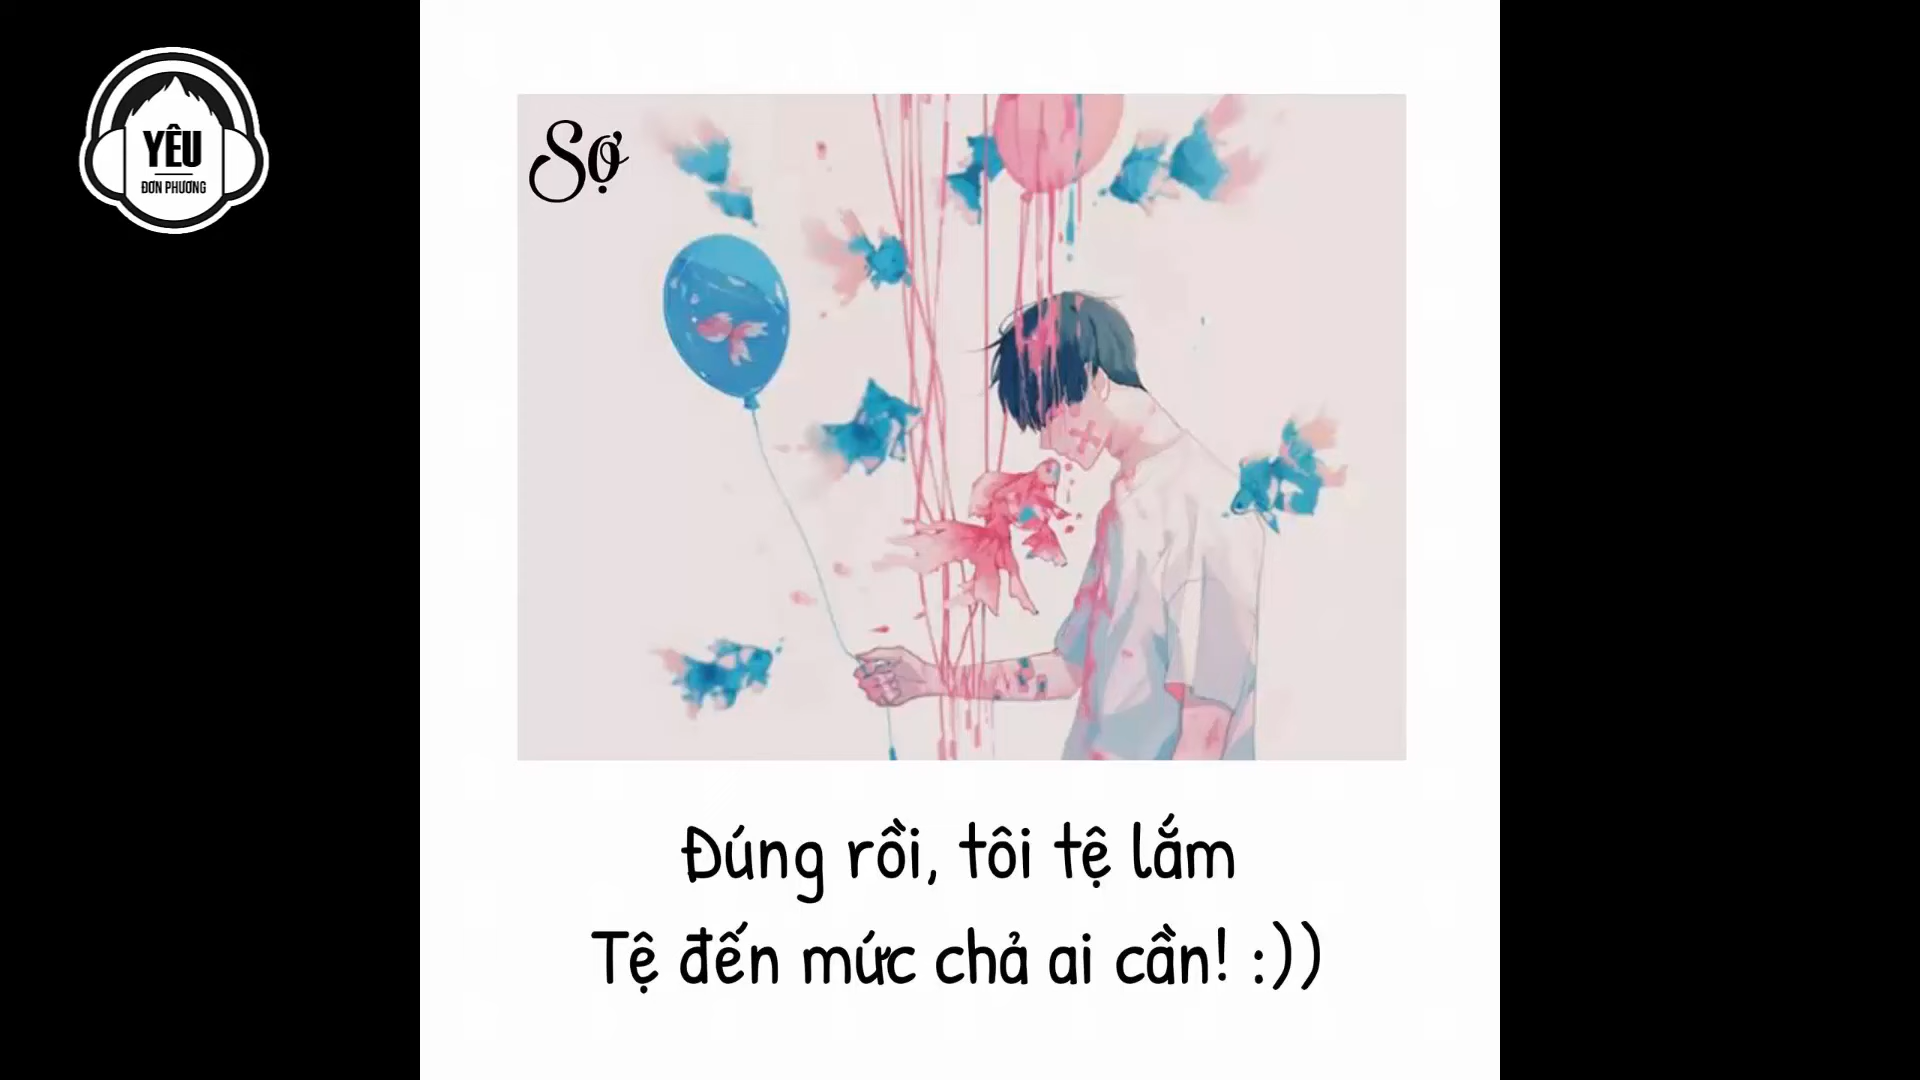 YÊU
ĐƠN PHƯƠNG
Sợ
Đúng rồi, tôi tệ lắm
Tệ đến mức chả ai cần! :))